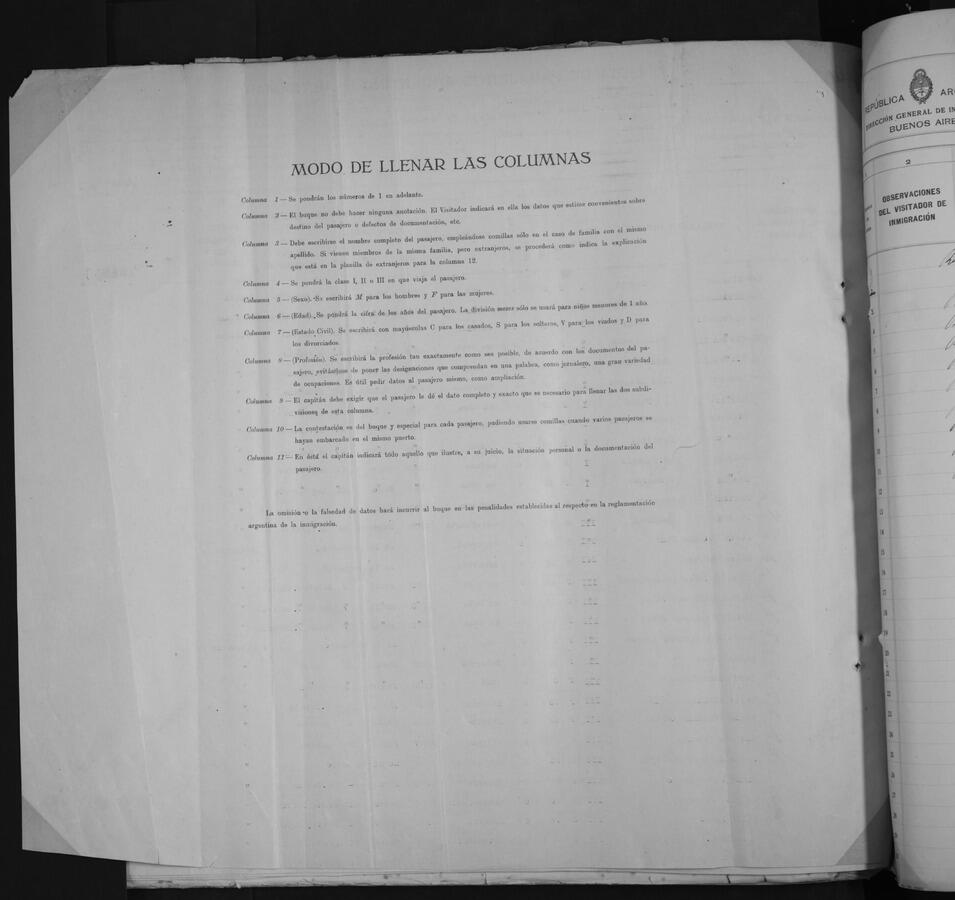 MODO DE LLENAR LAS COLUMNAS
Columna 1 — Se pondrán los números de 1 en adelante.
Columna 2 — El buque no debe hacer ninguna anotación. El Visitador indicará en ella los datos que estime convenientes sobre
destino del pasajero o defectos de documentación, etc.
Columna 3 — Debe escribirse el nombre completo del pasajero, empleándose comillas sólo en el caso de familia con el mismo
apellido. Si vienen miembros de la misma familia, pero extranjeros, se procederá como indica la explicación
que está en la planilla de extranjeros para la columna 12.
Columna 4 — Se pondrá la clase I, II o III en que viaja el pasajero.
Columna 5 — (Sexo). Se escribirá M para los hombres y F para las mujeres.
Columna 6 — (Edad). Se pondrá la cifra de los años del pasajero. La división meses sólo se usará para niños menores de 1 año.
Columna 7 — (Estado Civil). Se escribirá con mayúsculas C para los casados, S para los solteros, V para los viudos y D para
los divorciados.
Columna 8 — (Profesión). Se escribirá la profesión tan exactamente como sea posible, de acuerdo con los documentos del pa-
sajero, evitándose de poner las designaciones que comprendan en una palabra, como jornalero, una gran variedad
de ocupaciones. Es útil pedir datos al pasajero mismo, como ampliación.
Columna 9 — El capitán debe exigir que el pasajero le dé el dato completo y exacto que es necesario para llenar las dos subdi-
visiones de esta columna.
Columna 10 — La contestación es del buque y especial para cada pasajero, pudiendo usarse comillas cuando varios pasajeros se
hayan embarcado en el mismo puerto.
Columna 11 — En ésta el capitán indicará todo aquello que ilustre, a su juicio, la situación personal o la documentación del
pasajero.
La omisión o la falsedad de datos hará incurrir al buque en las penalidades establecidas al respecto en la reglamentación
argentina de la inmigración.
REPÚBLICA AR
DIRECCIÓN GENERAL DE IN
BUENOS AIRE
2
OBSERVACIONES
DEL VISITADOR DE
INMIGRACIÓN